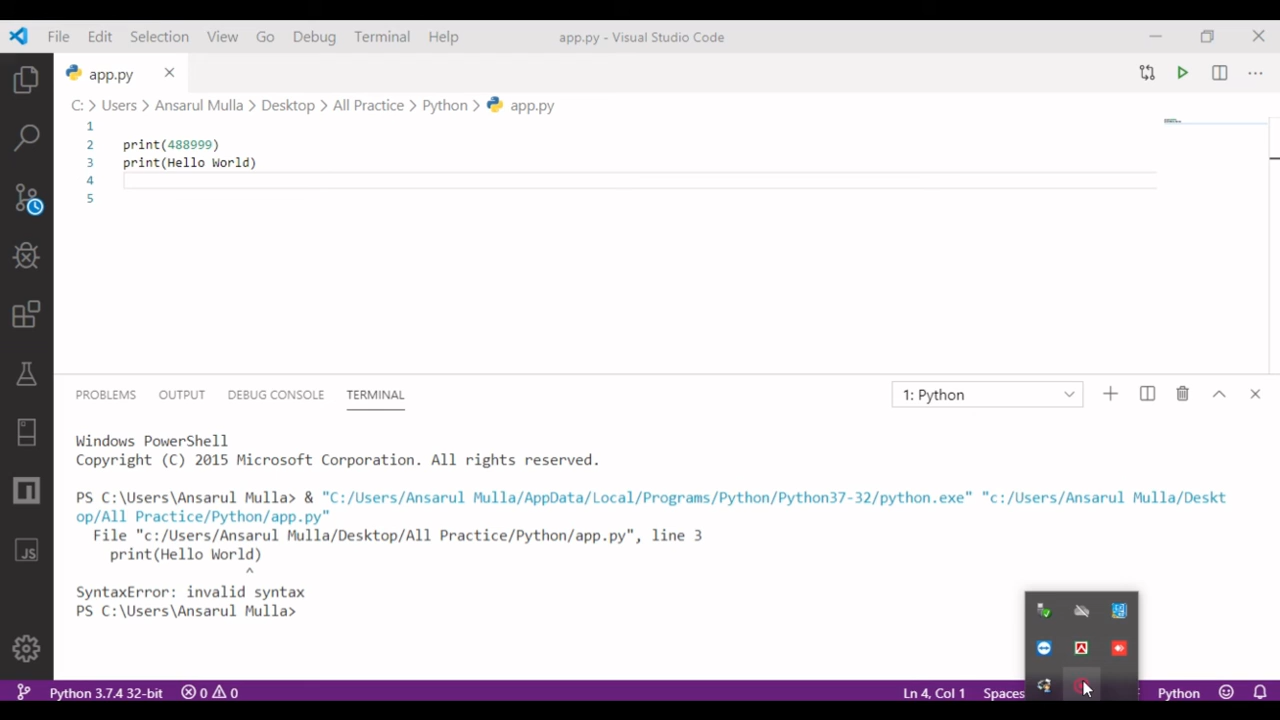 File Edit Selection View Go Debug Terminal Help app.py - Visual Studio Code
app.py
C: > Users > Ansarul Mulla > Desktop > All Practice > Python > app.py
1
2 print(488999)
3 print(Hello World)
4
5
PROBLEMS OUTPUT DEBUG CONSOLE TERMINAL 1: Python
Windows PowerShell
Copyright (C) 2015 Microsoft Corporation. All rights reserved.
PS C:\Users\Ansarul Mulla> & "C:/Users/Ansarul Mulla/AppData/Local/Programs/Python/Python37-32/python.exe" "c:/Users/Ansarul Mulla/Deskt
op/All Practice/Python/app.py"
File "c:/Users/Ansarul Mulla/Desktop/All Practice/Python/app.py", line 3
print(Hello World)
^
SyntaxError: invalid syntax
PS C:\Users\Ansarul Mulla>
JS
Python 3.7.4 32-bit 0 0 Ln 4, Col 1 Spaces Python